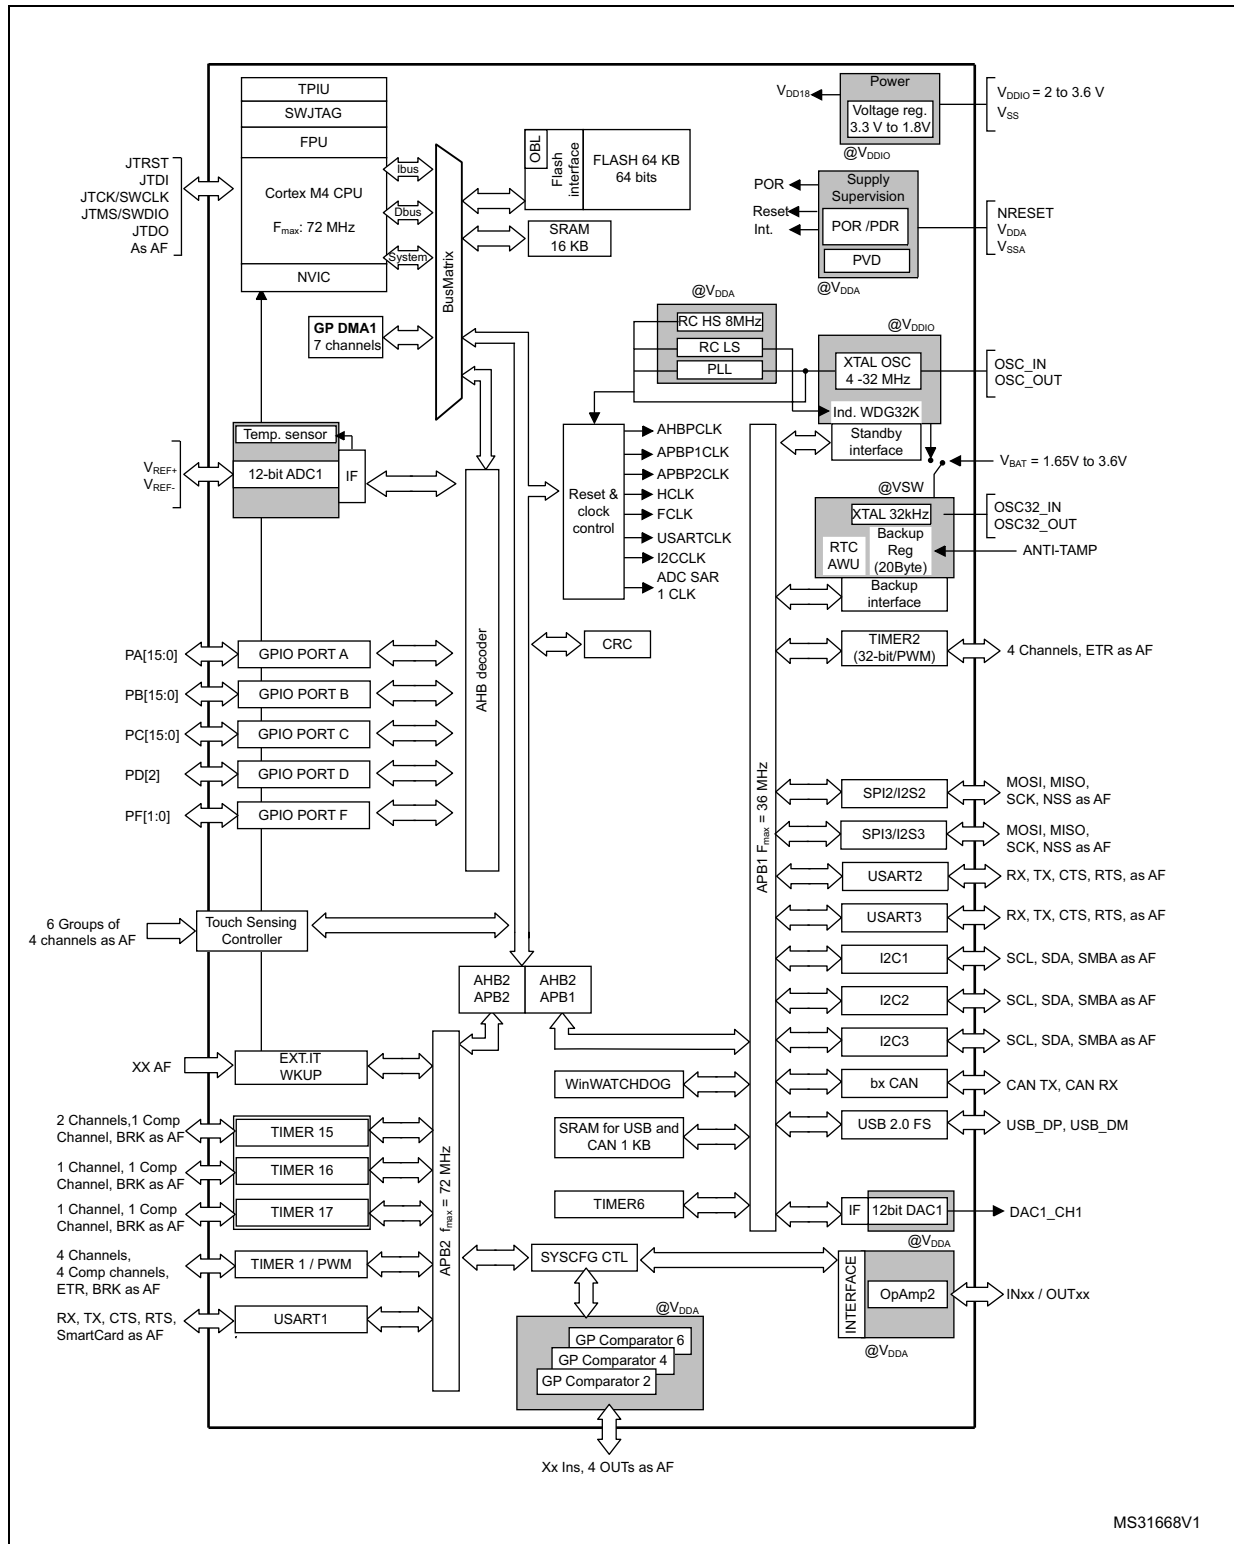 TPIU
SWJTAG
FPU
Cortex M4 CPU
Fmax: 72 MHz
NVIC
JTRST
JTDI
JTCK/SWCLK
JTMS/SWDIO
JTDO
As AF
Ibus
Dbus
System
BusMatrix
OBL
Flash
interface
FLASH 64 KB
64 bits
SRAM
16 KB
GP DMA1
7 channels
VDD18
Power
Voltage reg.
3.3 V to 1.8V
@VDDIO
VDDIO = 2 to 3.6 V
VSS
POR
Reset
Int.
Supply
Supervision
POR /PDR
PVD
@VDDA
NRESET
VDDA
VSSA
@VDDA
RC HS 8MHz
RC LS
PLL
@VDDIO
XTAL OSC
4 -32 MHz
Ind. WDG32K
Standby
interface
OSC_IN
OSC_OUT
VBAT = 1.65V to 3.6V
@VSW
XTAL 32kHz
RTC
AWU
Backup
Reg
(20Byte)
Backup
interface
OSC32_IN
OSC32_OUT
ANTI-TAMP
VREF+
VREF-
Temp. sensor
12-bit ADC1
IF
Reset &
clock
control
AHBPCLK
APBP1CLK
APBP2CLK
HCLK
FCLK
USARTCLK
I2CCLK
ADC SAR
1 CLK
CRC
AHB decoder
PA[15:0]
GPIO PORT A
PB[15:0]
GPIO PORT B
PC[15:0]
GPIO PORT C
PD[2]
GPIO PORT D
PF[1:0]
GPIO PORT F
6 Groups of
4 channels as AF
Touch Sensing
Controller
AHB2
APB2
AHB2
APB1
APB1 Fmax = 36 MHz
TIMER2
(32-bit/PWM)
4 Channels, ETR as AF
SPI2/I2S2
MOSI, MISO,
SCK, NSS as AF
SPI3/I2S3
MOSI, MISO,
SCK, NSS as AF
USART2
RX, TX, CTS, RTS, as AF
USART3
RX, TX, CTS, RTS, as AF
I2C1
SCL, SDA, SMBA as AF
I2C2
SCL, SDA, SMBA as AF
I2C3
SCL, SDA, SMBA as AF
bx CAN
CAN TX, CAN RX
USB 2.0 FS
USB_DP, USB_DM
IF
12bit DAC1
@VDDA
DAC1_CH1
WinWATCHDOG
SRAM for USB and
CAN 1 KB
TIMER6
XX AF
EXT.IT
WKUP
2 Channels,1 Comp
Channel, BRK as AF
TIMER 15
1 Channel, 1 Comp
Channel, BRK as AF
TIMER 16
1 Channel, 1 Comp
Channel, BRK as AF
TIMER 17
4 Channels,
4 Comp channels,
ETR, BRK as AF
TIMER 1 / PWM
RX, TX, CTS, RTS,
SmartCard as AF
USART1
APB2 fmax = 72 MHz
SYSCFG CTL
@VDDA
GP Comparator 6
GP Comparator 4
GP Comparator 2
Xx Ins, 4 OUTs as AF
INTERFACE
OpAmp2
@VDDA
INxx / OUTxx
MS31668V1